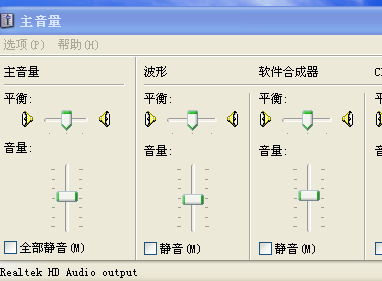 主音量
选项(P) 帮助(H)
主音量 波形 软件合成器 C
平衡: 平衡: 平衡: 平
音量: 音量: 音量: 音
全部静音(M) 静音(M) 静音(M)
Realtek HD Audio output